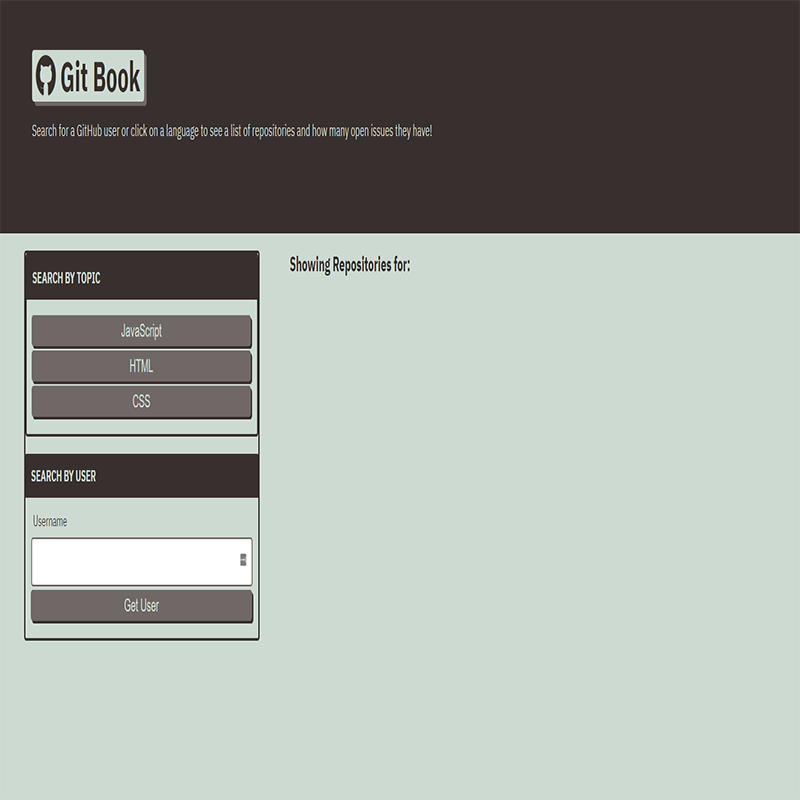 Git Book
Search for a GitHub user or click on a language to see a list of repositories and how many open issues they have!
SEARCH BY TOPIC
JavaScript
HTML
CSS
SEARCH BY USER
Username
Get User
Showing Repositories for: